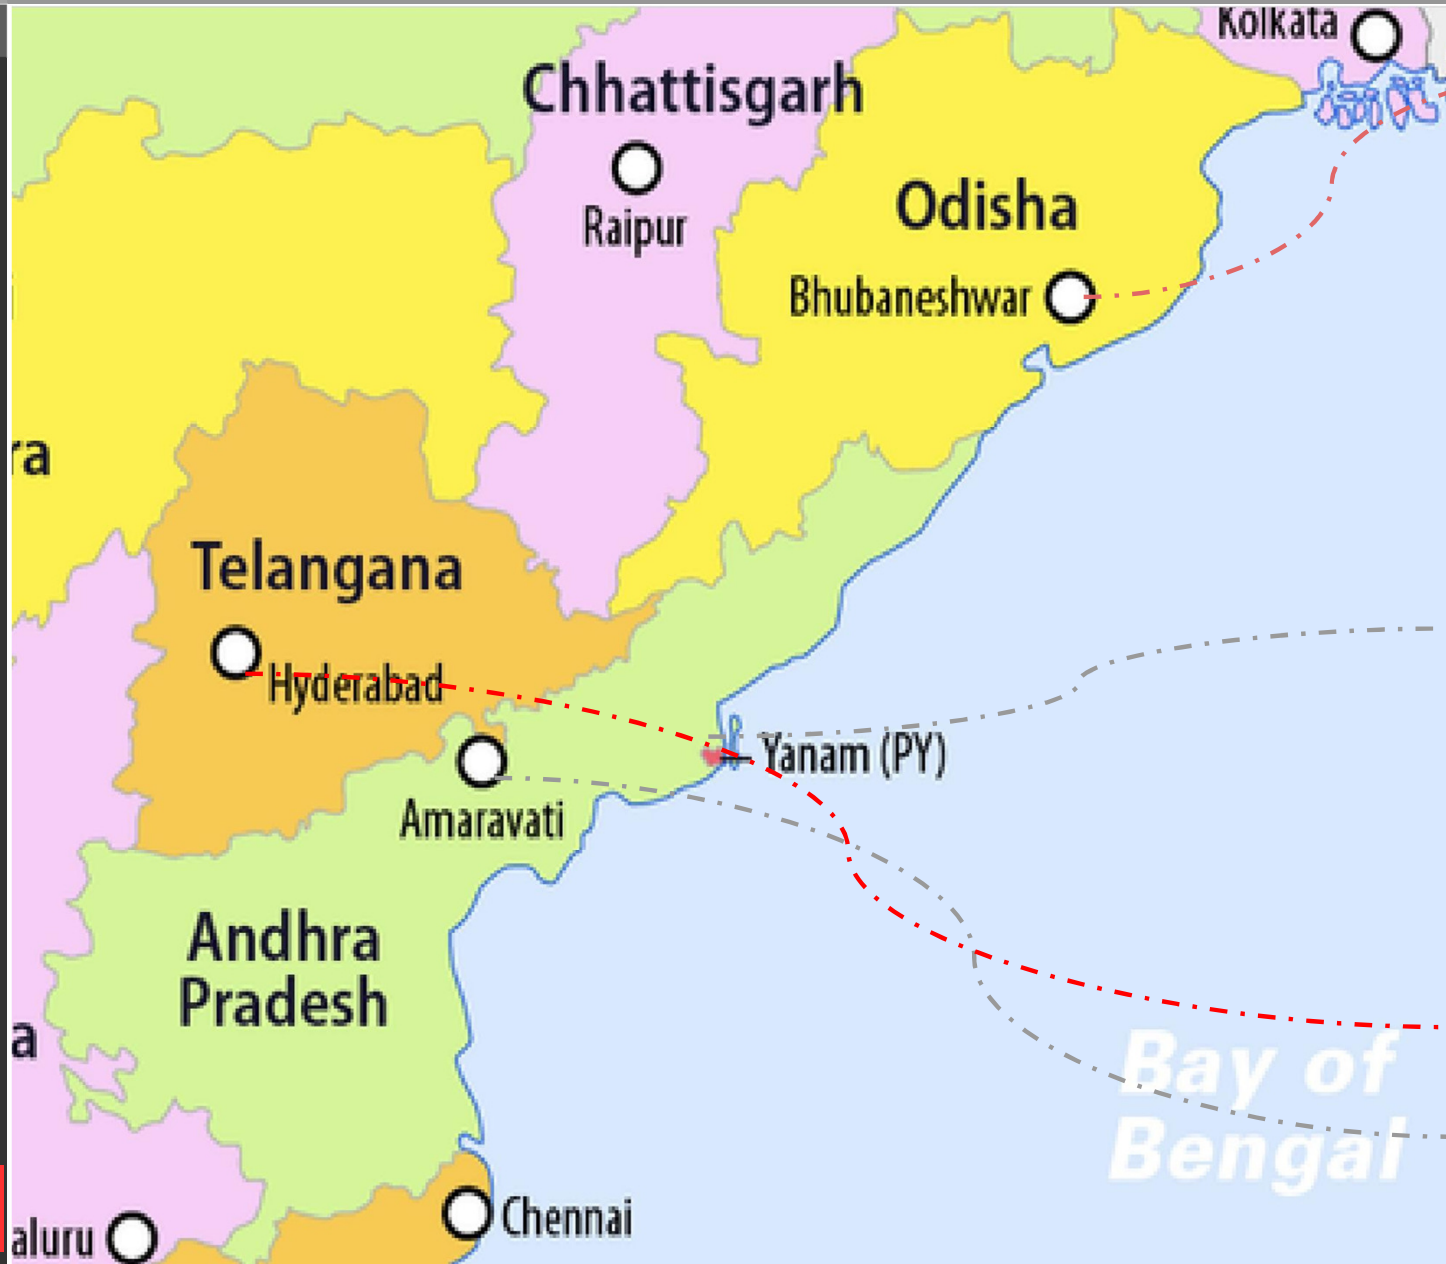 Kolkata
Chhattisgarh
Raipur
Odisha
Bhubaneshwar
ra
Telangana
Hyderabad
Yanam (PY)
Amaravati
Andhra
Pradesh
a
Bay of
Bengal
Chennai
aluru